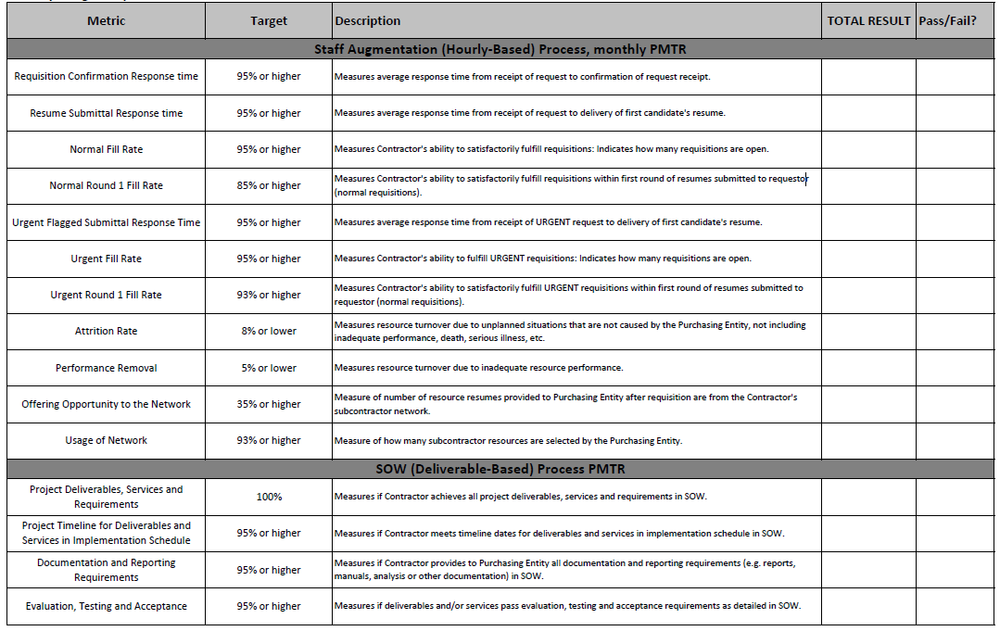 Metric Target Description TOTAL RESULT Pass/Fail?
Staff Augmentation (Hourly-Based) Process, monthly PMTR
Requisition Confirmation Response time 95% or higher Measures average response time from receipt of request to confirmation of request receipt.
Resume Submittal Response time 95% or higher Measures average response time from receipt of request to delivery of first candidate's resume.
Normal Fill Rate 95% or higher Measures Contractor's ability to satisfactorily fulfill requisitions: Indicates how many requisitions are open.
Normal Round 1 Fill Rate 85% or higher Measures Contractor's ability to satisfactorily fulfill requisitions within first round of resumes submitted to requestor
(normal requisitions).
Urgent Flagged Submittal Response Time 95% or higher Measures average response time from receipt of URGENT request to delivery of first candidate's resume.
Urgent Fill Rate 95% or higher Measures Contractor's ability to fulfill URGENT requisitions: Indicates how many requisitions are open.
Urgent Round 1 Fill Rate 93% or higher Measures Contractor's ability to satisfactorily fulfill URGENT requisitions within first round of resumes submitted to
requestor (normal requisitions).
Attrition Rate 8% or lower Measures resource turnover due to unplanned situations that are not caused by the Purchasing Entity, not including
inadequate performance, death, serious illness, etc.
Performance Removal 5% or lower Measures resource turnover due to inadequate resource performance.
Offering Opportunity to the Network 35% or higher Measure of number of resource resumes provided to Purchasing Entity after requisition are from the Contractor's
subcontractor network.
Usage of Network 93% or higher Measure of how many subcontractor resources are selected by the Purchasing Entity.
SOW (Deliverable-Based) Process PMTR
Project Deliverables, Services and
Requirements 100% Measures if Contractor achieves all project deliverables, services and requirements in SOW.
Project Timeline for Deliverables and
Services in Implementation Schedule 95% or higher Measures if Contractor meets timeline dates for deliverables and services in implementation schedule in SOW.
Documentation and Reporting
Requirements 95% or higher Measures if Contractor provides to Purchasing Entity all documentation and reporting requirements (e.g. reports,
manuals, analysis or other documentation) in SOW.
Evaluation, Testing and Acceptance 95% or higher Measures if deliverables and/or services pass evaluation, testing and acceptance requirements as detailed in SOW.